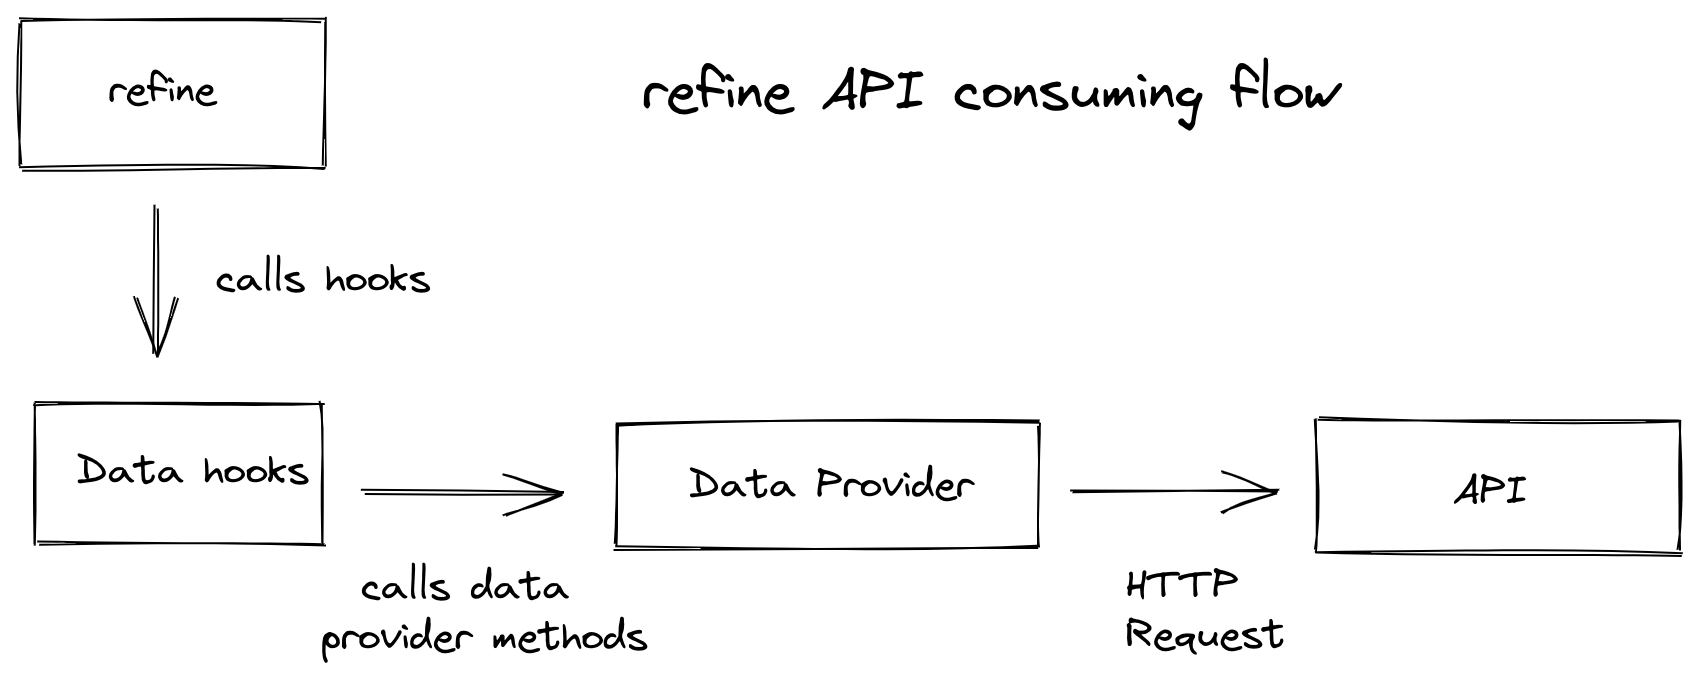 refine
refine API consuming flow
calls hooks
Data hooks
Data Provider
API
calls data
provider methods
HTTP
Request